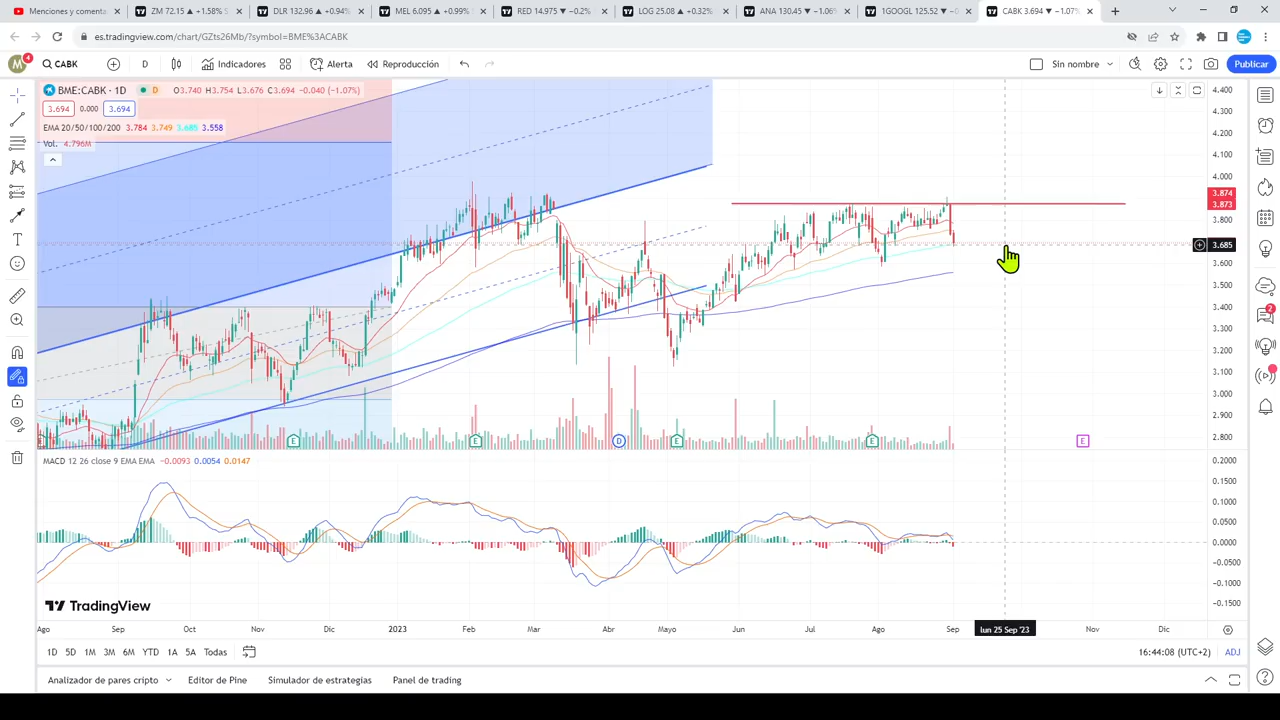 Menciones y comenta
ZM 72.15 ▲ +1.58% S
DLR 132.96 ▲ +0.94%
MEL 6.095 ▲ +0.99%
RED 14.975 ▼ −0.2%
LOG 25.08 ▲ +0.32%
ANA 130.45 ▼ −1.06%
1GOOGL 125.52 ▼ −0
CABK 3.694 ▼ −1.07%
es.tradingview.com/chart/GZts26Mb/?symbol=BME%3ACABK
M 4 CABK D Indicadores Alerta Reproducción Sin nombre Publicar
BME:CABK · 1D D O3.740 H3.754 L3.676 C3.694 −0.040 (−1.07%)
3.694 0.000 3.694
EMA 20/50/100/200 3.784 3.749 3.685 3.558
Vol. 4.796M
4.400
4.300
4.200
4.100
4.000
3.874
3.873
3.800
3.685
3.600
3.500
3.400
3.300
3.200
3.100
3.000
2.900
2.800
E E D E E E
2
MACD 12 26 close 9 EMA EMA −0.0093 0.0054 0.0147
0.2000
0.1500
0.1000
0.0500
0.0000
−0.0500
−0.1000
−0.1500
TradingView
Ago Sep Oct Nov Dic 2023 Feb Mar Abr Mayo Jun Jul Ago Sep lun 25 Sep '23 Nov Dic
1D 5D 1M 3M 6M YTD 1A 5A Todas 16:44:08 (UTC+2) ADJ
Analizador de pares cripto Editor de Pine Simulador de estrategias Panel de trading